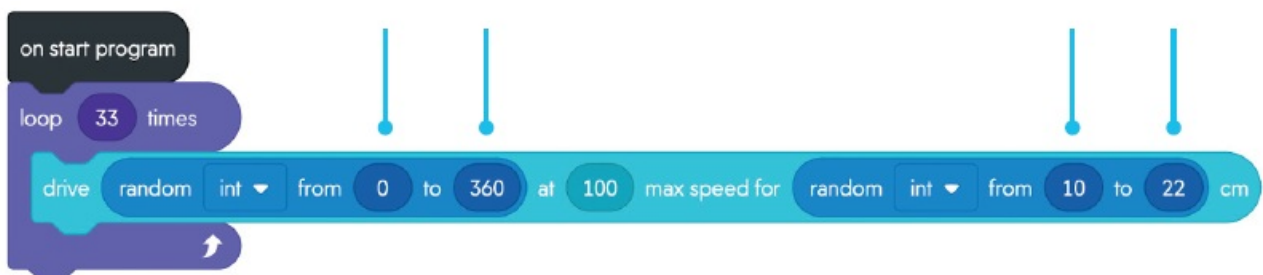 on start program
loop 33 times
drive random int from 0 to 360 at 100 max speed for random int from 10 to 22 cm